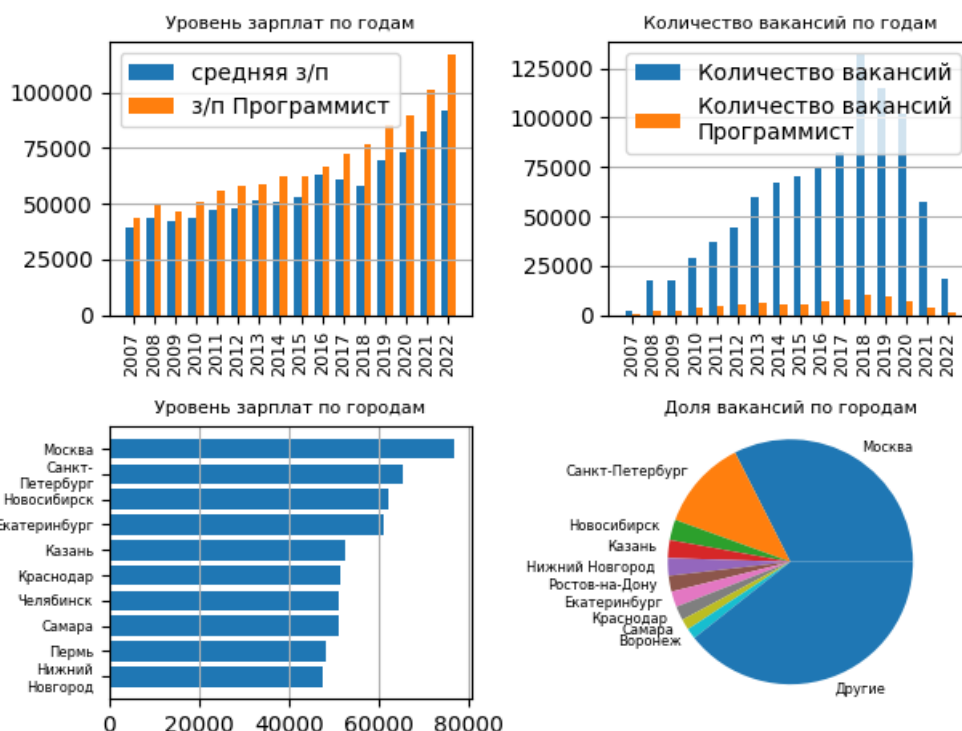 Уровень зарплат по годам
средняя з/п
з/п Программист
100000
75000
50000
25000
0
2007
2008
2009
2010
2011
2012
2013
2014
2015
2016
2017
2018
2019
2020
2021
2022
Количество вакансий по годам
Количество вакансий
Количество вакансий
Программист
125000
100000
75000
50000
25000
0
2007
2008
2009
2010
2011
2012
2013
2014
2015
2016
2017
2018
2019
2020
2021
2022
Уровень зарплат по городам
Москва
Санкт-
Петербург
Новосибирск
Екатеринбург
Казань
Краснодар
Челябинск
Самара
Пермь
Нижний
Новгород
0
20000
40000
60000
80000
Доля вакансий по городам
Москва
Санкт-Петербург
Новосибирск
Казань
Нижний Новгород
Ростов-на-Дону
Екатеринбург
Краснодар
Самара
Воронеж
Другие